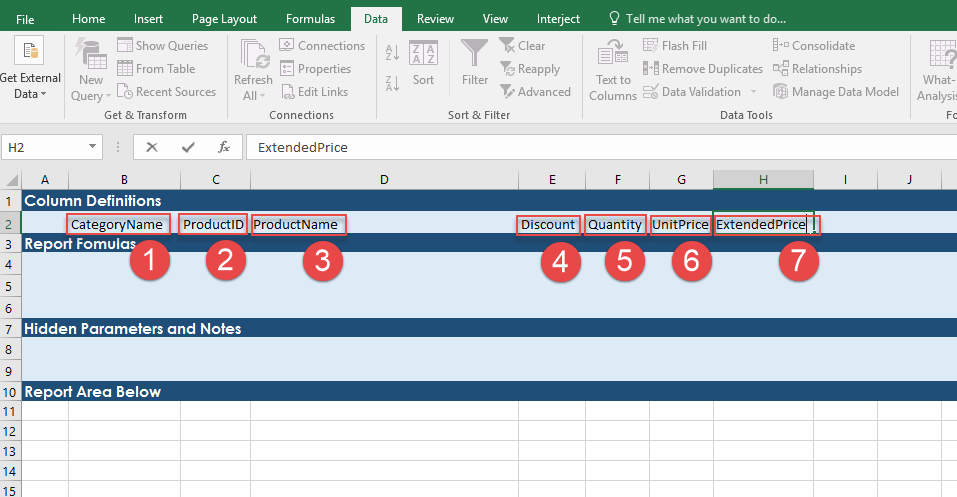 File Home Insert Page Layout Formulas Data Review View Interject Tell me what you want to do...
Get External Data
New Query
Show Queries
From Table
Recent Sources
Get & Transform
Refresh All
Connections
Properties
Edit Links
Connections
Sort
Filter
Clear
Reapply
Advanced
Sort & Filter
Text to Columns
Flash Fill
Remove Duplicates
Data Validation
Consolidate
Relationships
Manage Data Model
Data Tools
What-
Analysis
Fo
H2 fx ExtendedPrice
A B C D E F G H I J
1 Column Definitions
2 CategoryName ProductID ProductName Discount Quantity UnitPrice ExtendedPrice
3 Report Fomulas
1 2 3 4 5 6 7
4
5
6
7 Hidden Parameters and Notes
8
9
10 Report Area Below
11
12
13
14
15